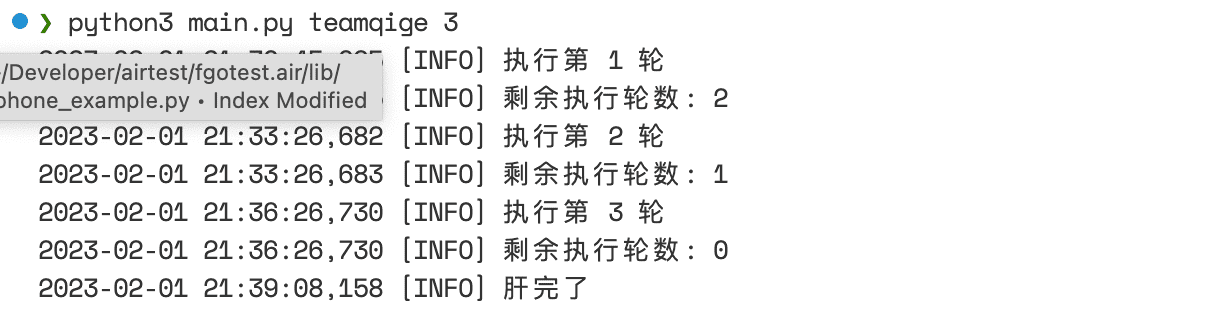 ❯ python3 main.py teamqige 3
[INFO] 执行第 1 轮
/Developer/airtest/fgotest.air/lib/
phone_example.py • Index Modified
[INFO] 剩余执行轮数: 2
2023-02-01 21:33:26,682 [INFO] 执行第 2 轮
2023-02-01 21:33:26,683 [INFO] 剩余执行轮数: 1
2023-02-01 21:36:26,730 [INFO] 执行第 3 轮
2023-02-01 21:36:26,730 [INFO] 剩余执行轮数: 0
2023-02-01 21:39:08,158 [INFO] 肝完了